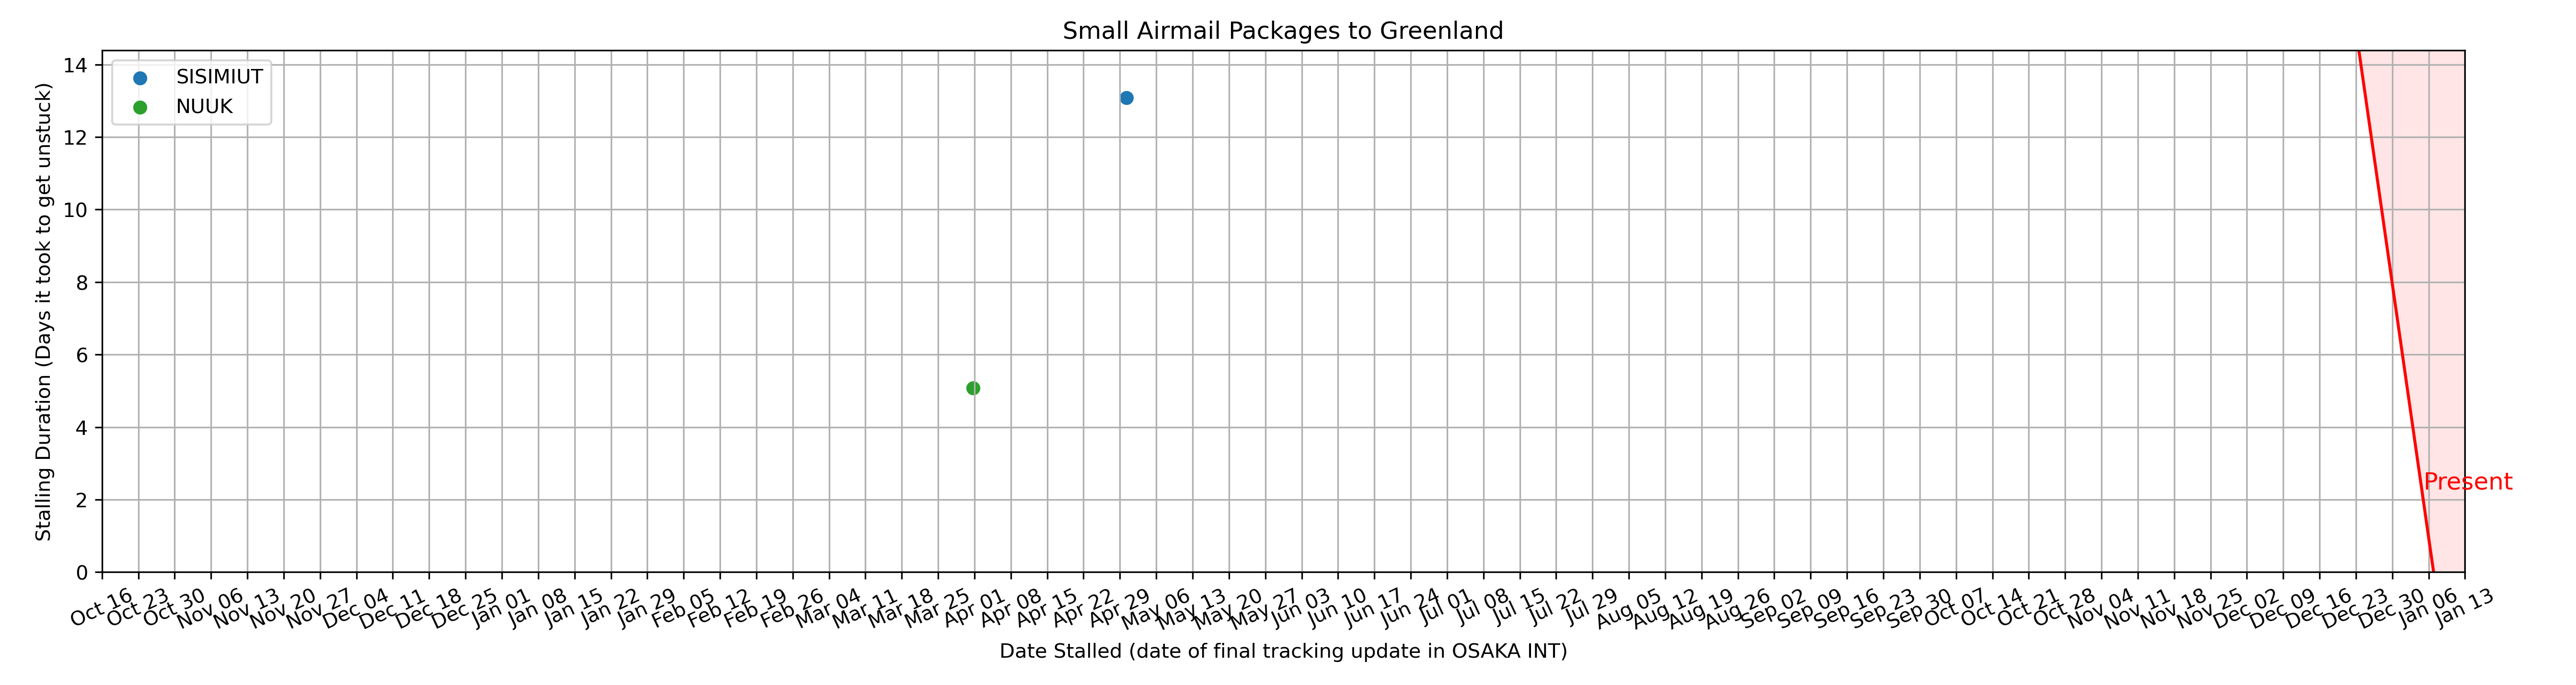 Small Airmail Packages to Greenland
SISIMIUT
NUUK
Stalling Duration (Days it took to get unstuck)
14
12
10
8
6
4
2
0
Present
Oct 16 Oct 23 Oct 30 Nov 06 Nov 13 Nov 20 Nov 27 Dec 04 Dec 11 Dec 18 Dec 25 Jan 01 Jan 08 Jan 15 Jan 22 Jan 29 Feb 05 Feb 12 Feb 19 Feb 26 Mar 04 Mar 11 Mar 18 Mar 25 Apr 01 Apr 08 Apr 15 Apr 22 Apr 29 May 06 May 13 May 20 May 27 Jun 03 Jun 10 Jun 17 Jun 24 Jul 01 Jul 08 Jul 15 Jul 22 Jul 29 Aug 05 Aug 12 Aug 19 Aug 26 Sep 02 Sep 09 Sep 16 Sep 23 Sep 30 Oct 07 Oct 14 Oct 21 Oct 28 Nov 04 Nov 11 Nov 18 Nov 25 Dec 02 Dec 09 Dec 16 Dec 23 Dec 30 Jan 06 Jan 13
Date Stalled (date of final tracking update in OSAKA INT)